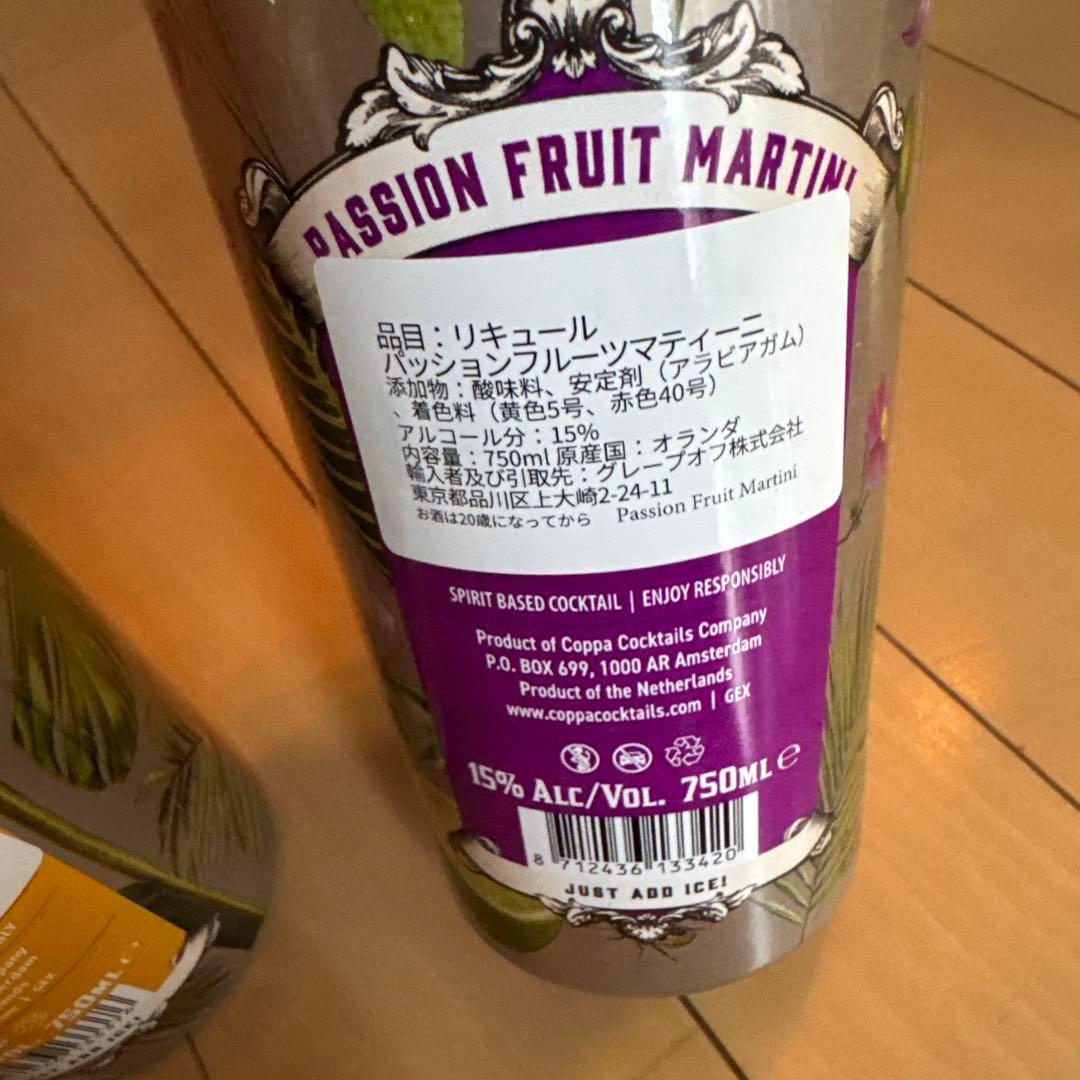 PASSION FRUIT MARTINI
品目：リキュール
パッションフルーツマティーニ
添加物：酸味料、安定剤（アラビアガム）
、着色料（黄色5号、赤色40号）
アルコール分：15%
内容量：750ml 原産国：オランダ
輸入者及び引取先：グレープオフ株式会社
東京都品川区上大崎2-24-11
お酒は20歳になってから Passion Fruit Martini
SPIRIT BASED COCKTAIL | ENJOY RESPONSIBLY
Product of Coppa Cocktails Company
P.O. BOX 699, 1000 AR Amsterdam
Product of the Netherlands
www.coppacocktails.com | GEX
15% ALC/VOL. 750ML ℮
8 712436 133420
JUST ADD ICE!
GEX
750ML